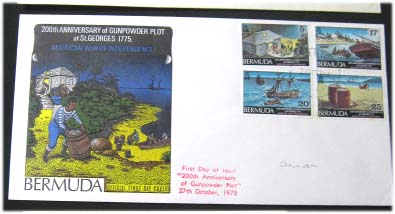 200th ANNIVERSARY of GUNPOWDER PLOT
at St. GEORGES 1775.
AMERICAN WAR OF INDEPENDENCE.
BERMUDA OFFICIAL FIRST DAY COVER
5c
BERMUDA
17c
BERMUDA
20c
BERMUDA
25c
BERMUDA
First Day of Issue
"200th Anniversary
of Gunpowder Plot"
27th October, 1975